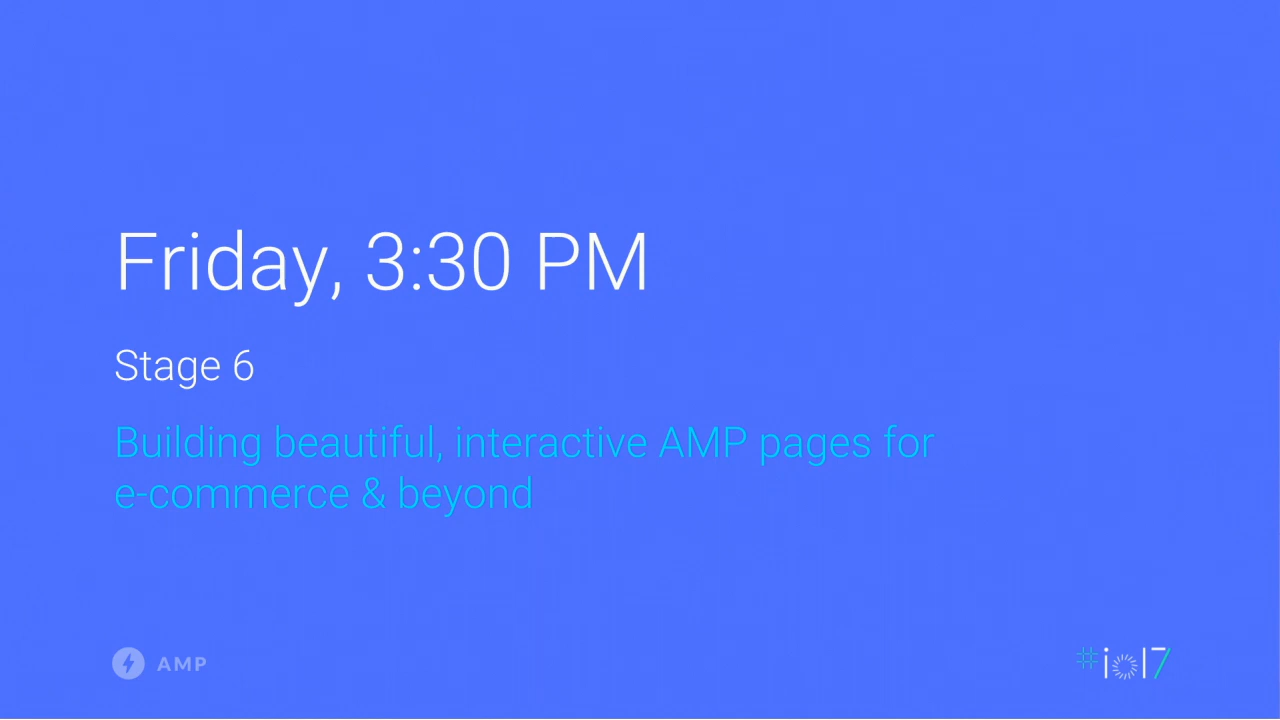 Friday, 3:30 PM
Stage 6
Building beautiful, interactive AMP pages for
e-commerce & beyond
AMP
#io17